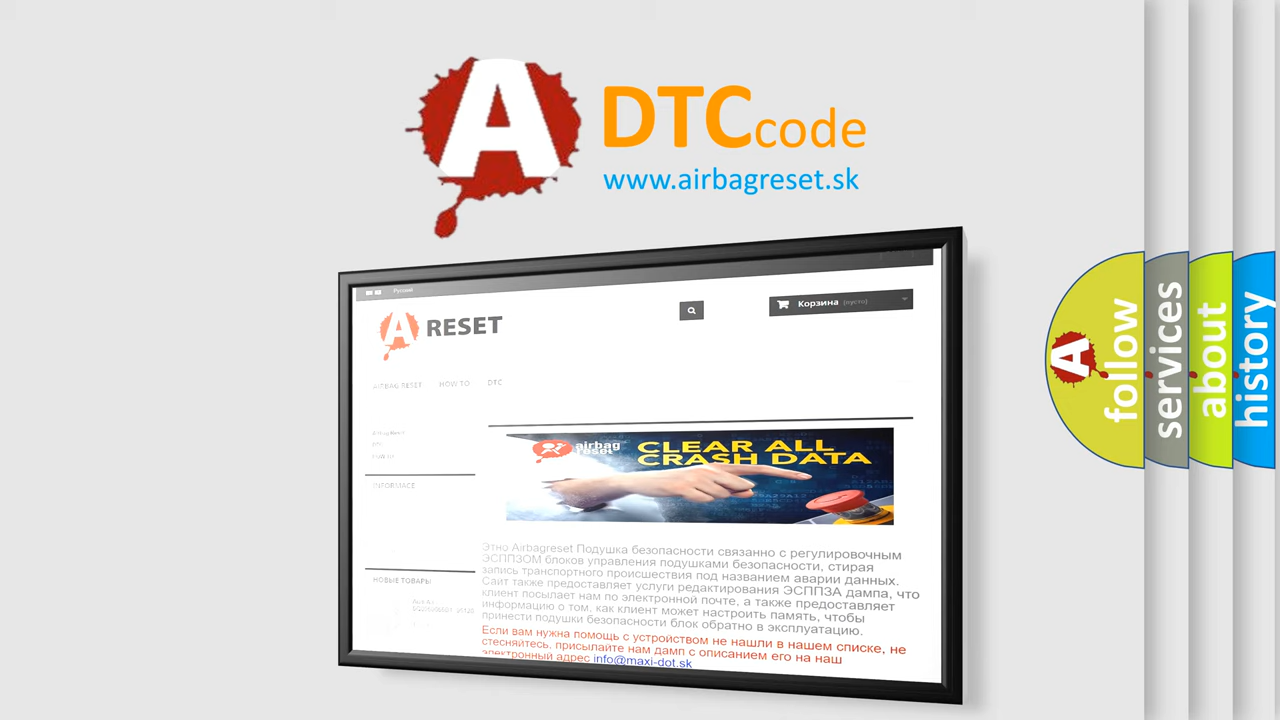 A DTC code
www.airbagreset.sk
Русский
A RESET
Корзина (пусто)
AIRBAG RESET HOW TO DTC
airbag
reset
CLEAR ALL
CRASH DATA
INFORMACE
Этно Airbagreset Подушка безопасности связанно с регулировочным
ЭСППЗОМ блоков управления подушками безопасности, стирая
запись транспортного происшествия под названием аварии данных.
Сайт также предоставляет услуги редактирования ЭСППЗА дампа, что
клиент посылает нам по электронной почте, а также предоставляет
информацию о том, как клиент может настроить память, чтобы
принести подушки безопасности блок обратно в эксплуатацию.
Если вам нужна помощь с устройством не нашли в нашем списке, не
стесняйтесь, присылайте нам дамп с описанием его на наш
электронный адрес info@maxi-dot.sk
НОВЫЕ ТОВАРЫ
A follow
services
about
history